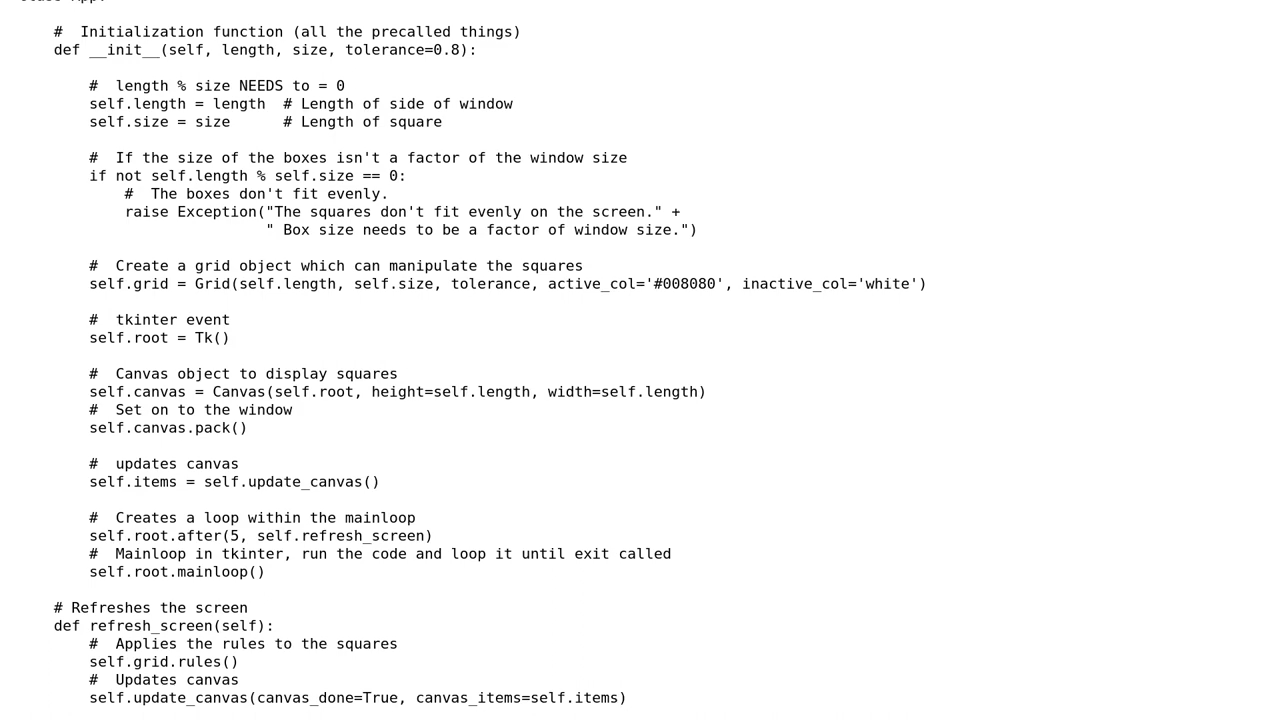 #  Initialization function (all the precalled things)
def __init__(self, length, size, tolerance=0.8):
#  length % size NEEDS to = 0
self.length = length  # Length of side of window
self.size = size      # Length of square
#  If the size of the boxes isn't a factor of the window size
if not self.length % self.size == 0:
#  The boxes don't fit evenly.
raise Exception("The squares don't fit evenly on the screen." +
" Box size needs to be a factor of window size.")
#  Create a grid object which can manipulate the squares
self.grid = Grid(self.length, self.size, tolerance, active_col='#008080', inactive_col='white')
#  tkinter event
self.root = Tk()
#  Canvas object to display squares
self.canvas = Canvas(self.root, height=self.length, width=self.length)
#  Set on to the window
self.canvas.pack()
#  updates canvas
self.items = self.update_canvas()
#  Creates a loop within the mainloop
self.root.after(5, self.refresh_screen)
#  Mainloop in tkinter, run the code and loop it until exit called
self.root.mainloop()
# Refreshes the screen
def refresh_screen(self):
#  Applies the rules to the squares
self.grid.rules()
#  Updates canvas
self.update_canvas(canvas_done=True, canvas_items=self.items)